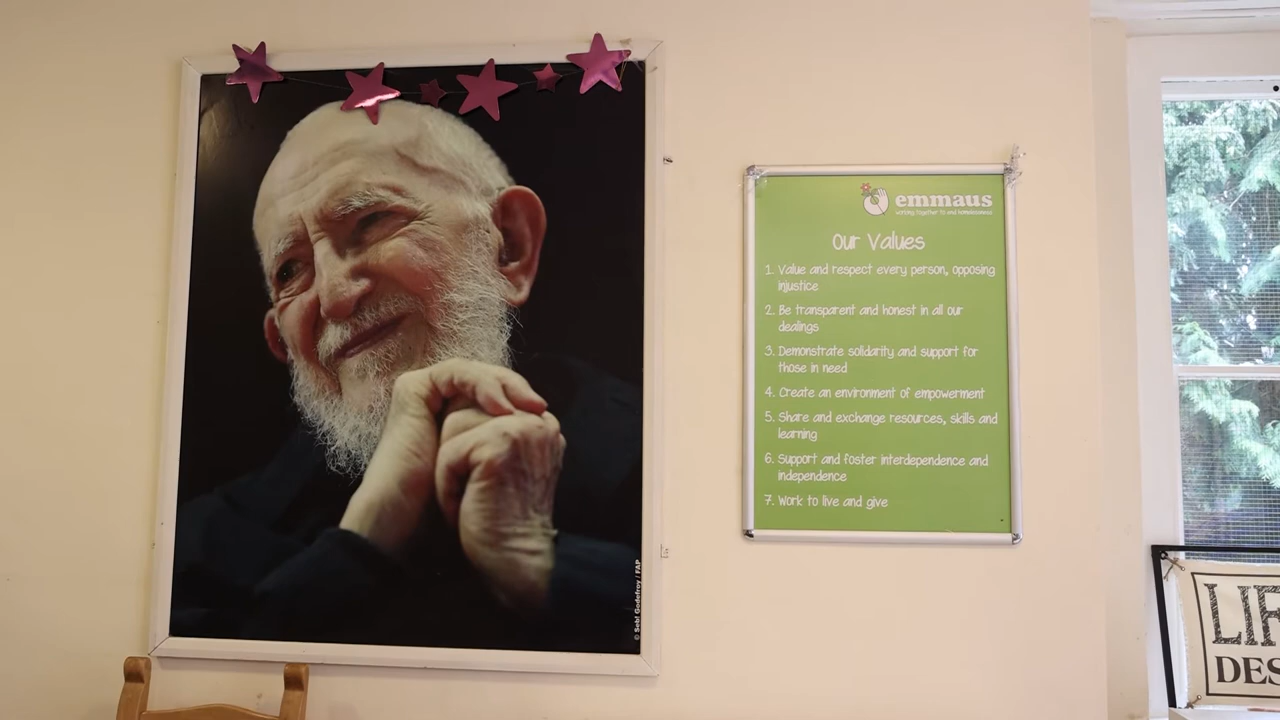 © Sebt Godefroy / FAP
emmaus
working together to end homelessness
Our Values
1. Value and respect every person, opposing
injustice
2. Be transparent and honest in all our
dealings
3. Demonstrate solidarity and support for
those in need
4. Create an environment of empowerment
5. Share and exchange resources, skills and
learning
6. Support and foster interdependence and
independence
7. Work to live and give
LIF
DES